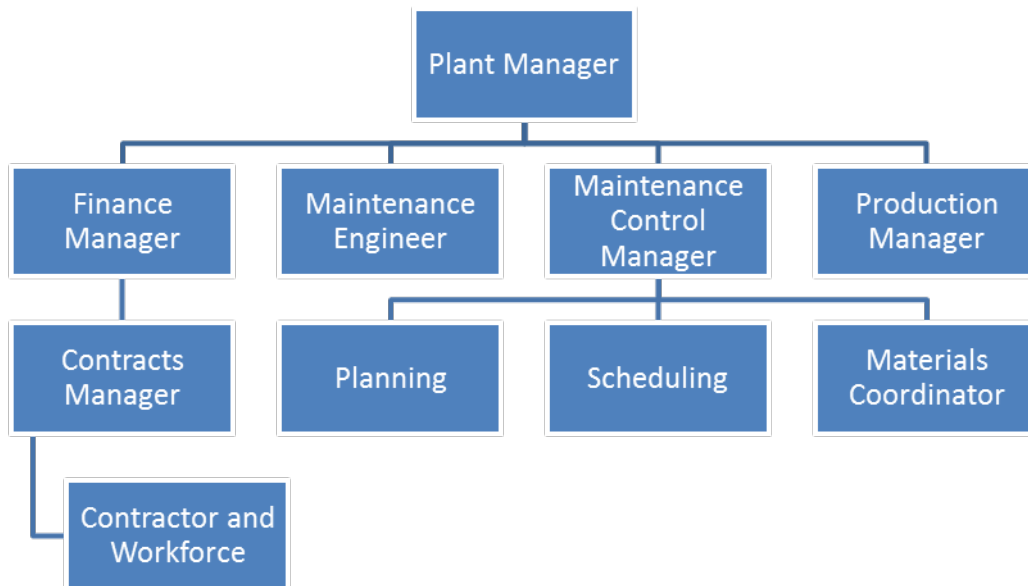 Plant Manager
Finance
Manager
Maintenance
Engineer
Maintenance
Control
Manager
Production
Manager
Contracts
Manager
Planning
Scheduling
Materials
Coordinator
Contractor and
Workforce